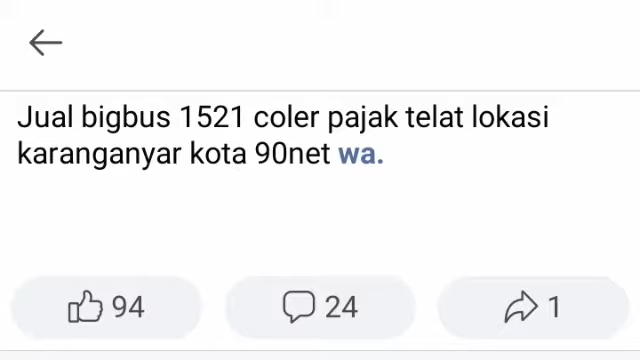 Jual bigbus 1521 coler pajak telat lokasi
karanganyar kota 90net wa.
94
24
1